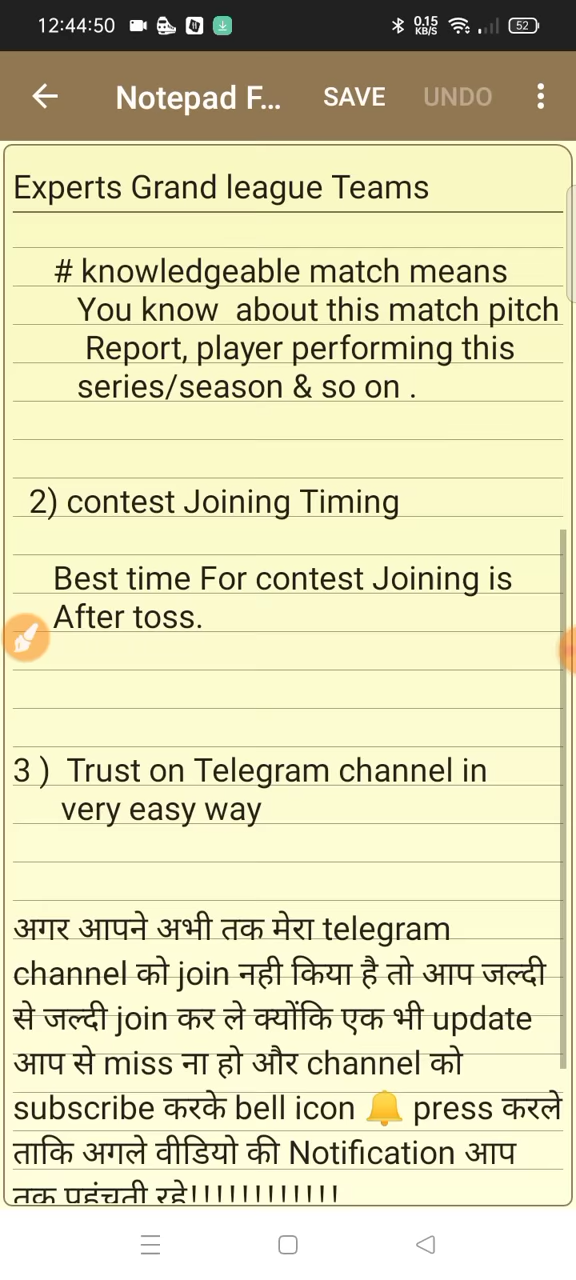 12:44:50 0.15 KB/S 52
Notepad F... SAVE UNDO
Experts Grand league Teams
# knowledgeable match means
You know about this match pitch
Report, player performing this
series/season & so on .
2) contest Joining Timing
Best time For contest Joining is
After toss.
3 ) Trust on Telegram channel in
very easy way
अगर आपने अभी तक मेरा telegram
channel को join नही किया है तो आप जल्दी
से जल्दी join कर ले क्योंकि एक भी update
आप से miss ना हो और channel को
subscribe करके bell icon 🔔 press करले
ताकि अगले वीडियो की Notification आप
तक पहुंचती रहे!!!!!!!!!!!!